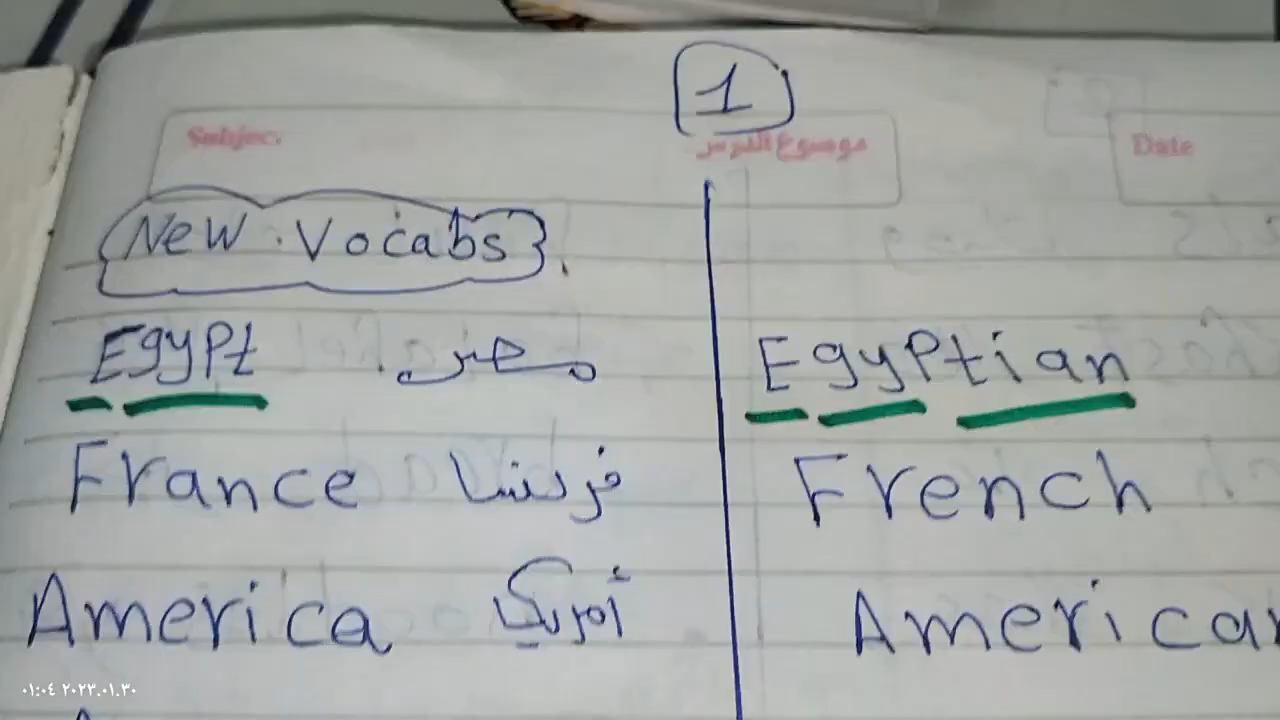 1
Subjec. موضوع الدرس Date
New Vocabs
Egypt مصر Egyptian
France فرنسا French
America أمريكا American
٠١:٠٤ ٢٠٢٣.٠١.٣٠